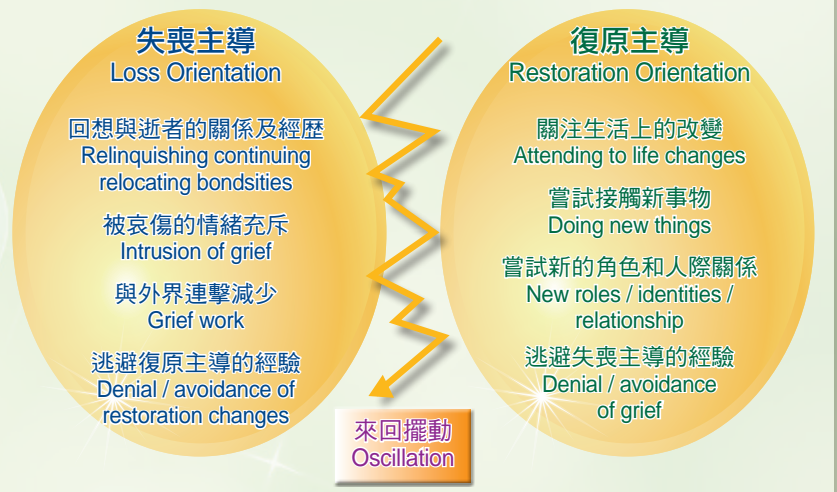 失喪主導
Loss Orientation
回想與逝者的關係及經歷
Relinquishing continuing
relocating bondsities
被哀傷的情緒充斥
Intrusion of grief
與外界連擊減少
Grief work
逃避復原主導的經驗
Denial / avoidance of
restoration changes
復原主導
Restoration Orientation
關注生活上的改變
Attending to life changes
嘗試接觸新事物
Doing new things
嘗試新的角色和人際關係
New roles / identities /
relationship
逃避失喪主導的經驗
Denial / avoidance
of grief
來回擺動
Oscillation